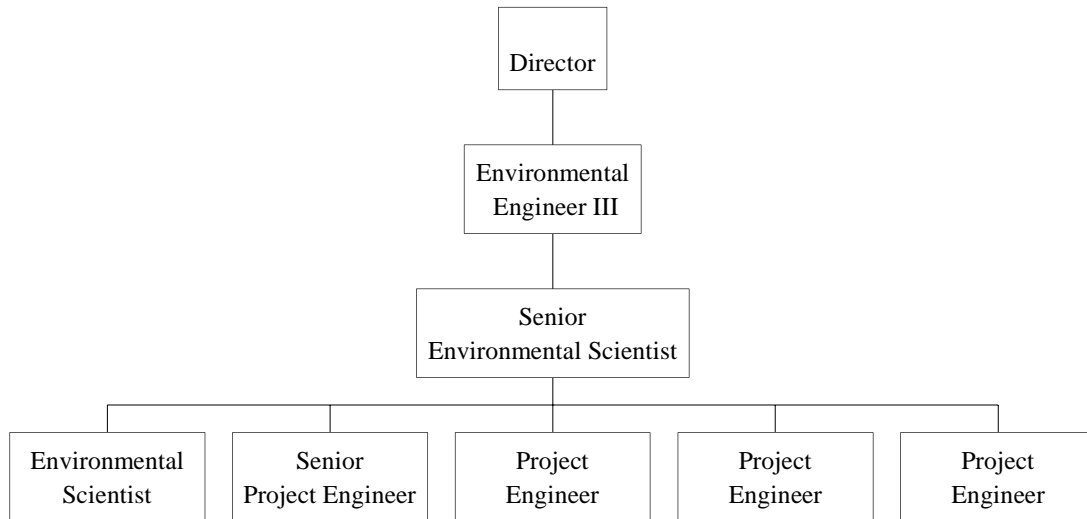 Director
Environmental
Engineer III
Senior
Environmental Scientist
Environmental
Scientist
Senior
Project Engineer
Project
Engineer
Project
Engineer
Project
Engineer